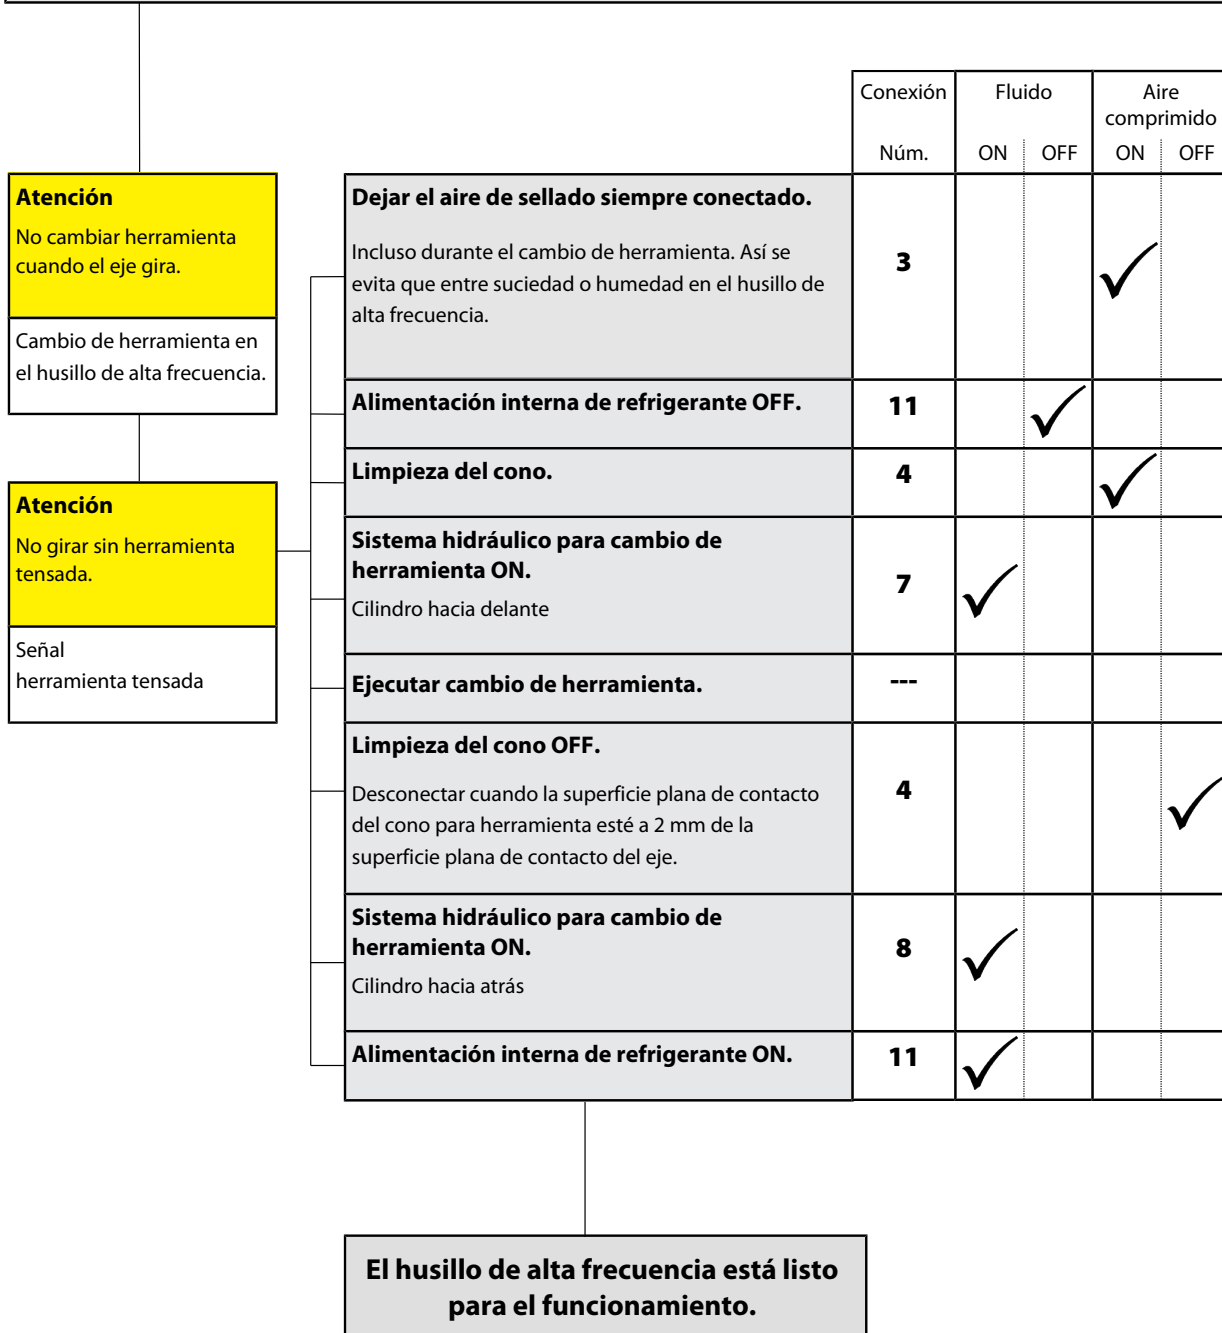 Conexión
Fluido
Aire
comprimido
Núm.
ON
OFF
ON
OFF
Atención
No cambiar herramienta
cuando el eje gira.
Cambio de herramienta en
el husillo de alta frecuencia.
Atención
No girar sin herramienta
tensada.
Señal
herramienta tensada
Dejar el aire de sellado siempre conectado.
Incluso durante el cambio de herramienta. Así se
evita que entre suciedad o humedad en el husillo de
alta frecuencia.
3
Alimentación interna de refrigerante OFF.
11
Limpieza del cono.
4
Sistema hidráulico para cambio de
herramienta ON.
Cilindro hacia delante
7
Ejecutar cambio de herramienta.
---
Limpieza del cono OFF.
Desconectar cuando la superficie plana de contacto
del cono para herramienta esté a 2 mm de la
superficie plana de contacto del eje.
4
Sistema hidráulico para cambio de
herramienta ON.
Cilindro hacia atrás
8
Alimentación interna de refrigerante ON.
11
El husillo de alta frecuencia está listo
para el funcionamiento.